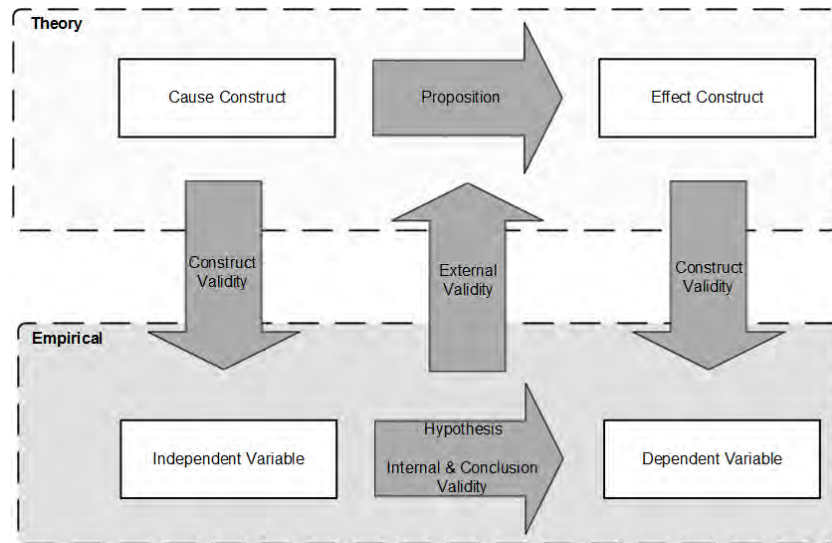 Theory
Cause Construct
Proposition
Effect Construct
Construct
Validity
External
Validity
Construct
Validity
Empirical
Independent Variable
Hypothesis
Internal & Conclusion
Validity
Dependent Variable